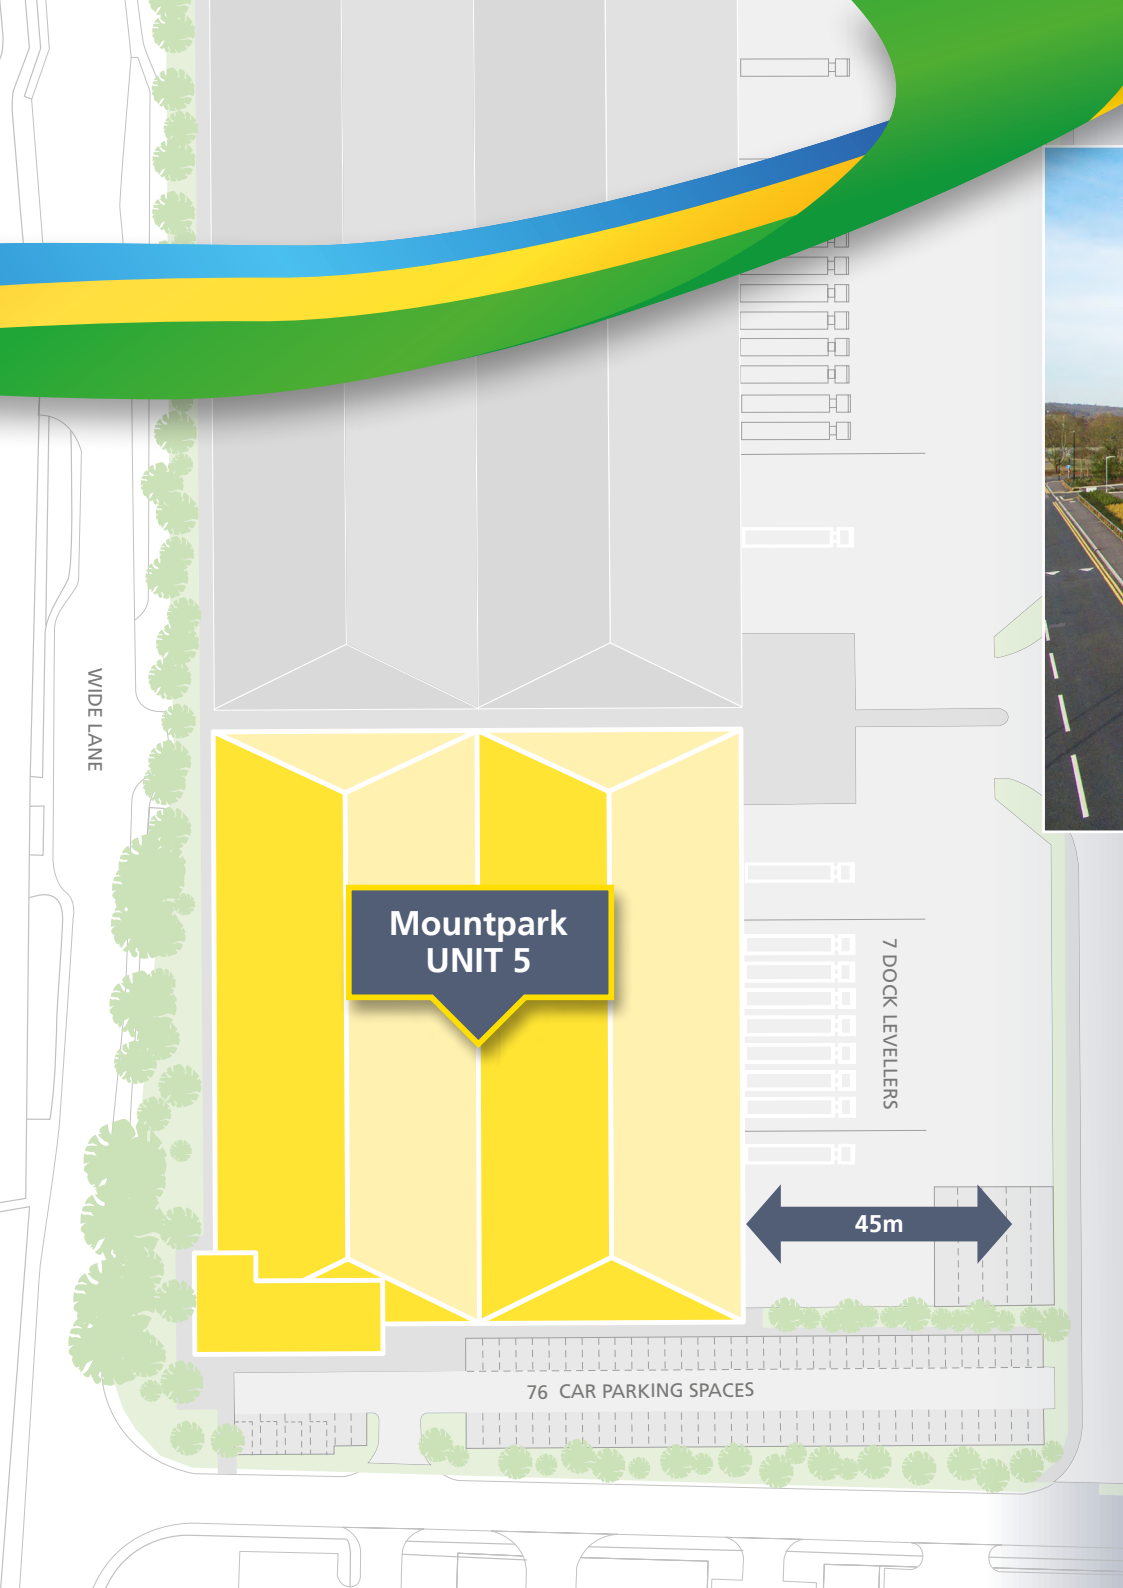 WIDE LANE
Mountpark
UNIT 5
7 DOCK LEVELLERS
45m
76 CAR PARKING SPACES